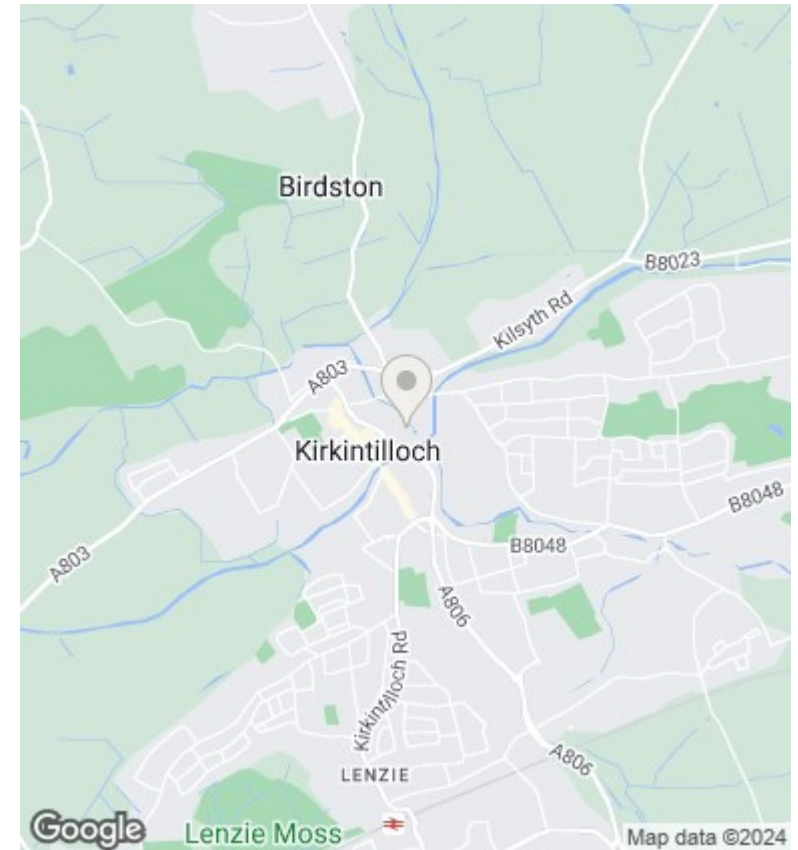 Birdston
B8023
Kilsyth Rd
A803
Kirkintilloch
B8048
B8048
A803
A806
Kirkintilloch Rd
A806
LENZIE
Lenzie Moss
Google
Map data ©2024